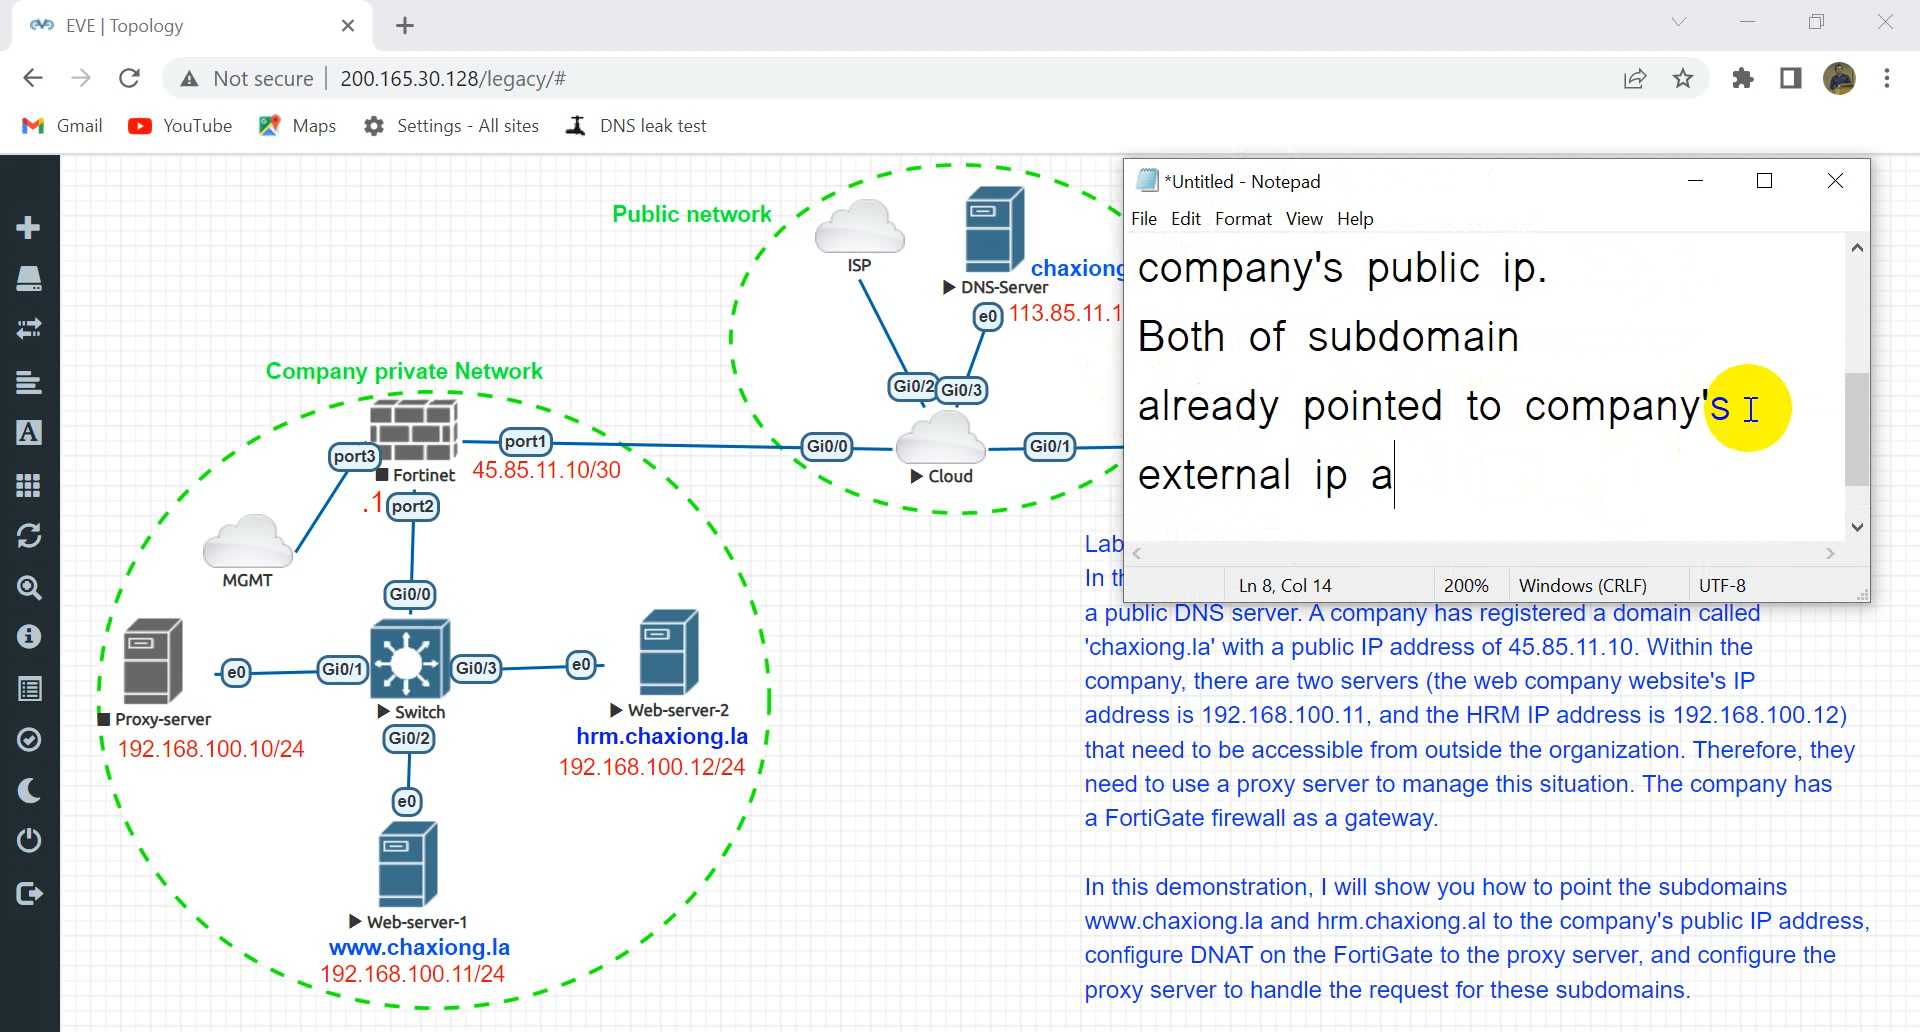 EVE | Topology
Not secure
200.165.30.128/legacy/#
Gmail
YouTube
Maps
Settings - All sites
DNS leak test
*Untitled - Notepad
File Edit Format View Help
company's public ip.
Both of subdomain
already pointed to company's
external ip a
Ln 8, Col 14
200%
Windows (CRLF)
UTF-8
Public network
ISP
DNS-Server
chaxiong
e0
113.85.11.1
Gi0/2
Gi0/3
Company private Network
port1
Gi0/0
Gi0/1
port3
Fortinet
45.85.11.10/30
Cloud
.1
port2
MGMT
Gi0/0
e0
Gi0/1
Gi0/3
e0
Proxy-server
Switch
Web-server-2
192.168.100.10/24
Gi0/2
hrm.chaxiong.la
192.168.100.12/24
e0
Web-server-1
www.chaxiong.la
192.168.100.11/24
Lab
In th
a public DNS server. A company has registered a domain called
'chaxiong.la' with a public IP address of 45.85.11.10. Within the
company, there are two servers (the web company website's IP
address is 192.168.100.11, and the HRM IP address is 192.168.100.12)
that need to be accessible from outside the organization. Therefore, they
need to use a proxy server to manage this situation. The company has
a FortiGate firewall as a gateway.
In this demonstration, I will show you how to point the subdomains
www.chaxiong.la and hrm.chaxiong.al to the company's public IP address,
configure DNAT on the FortiGate to the proxy server, and configure the
proxy server to handle the request for these subdomains.